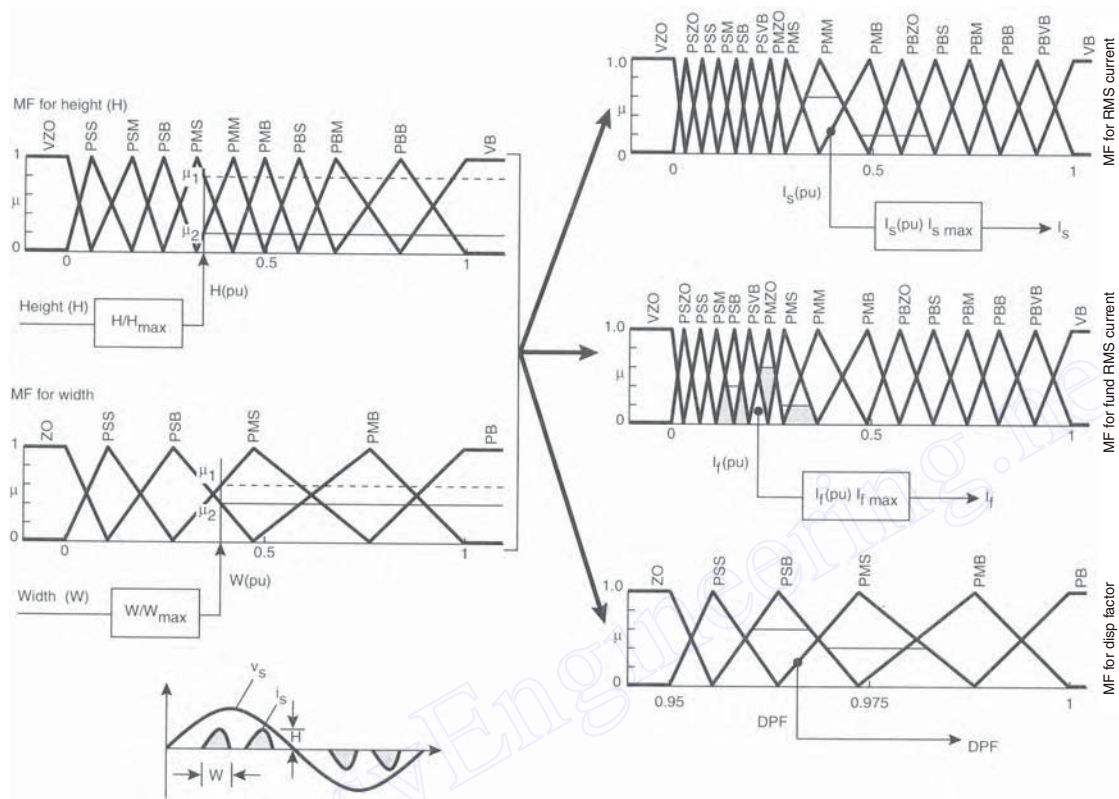 MF for height (H)
VZO PSS PSM PSB PMS PMM PMB PBS PBM PBB VB
1
μ
0
μ1
μ2
0 0.5 1
H(pu)
Height (H)
H/Hmax
MF for width
ZO PSS PSB PMS PMB PB
1
μ
0
μ1
μ2
0 0.5 1
W(pu)
Width (W)
W/Wmax
vs
is
H
W
VZO PSZO PSS PSM PSB PSVB PMZO PMS PMM PMB PBZO PBS PBM PBB PBVB VB
1.0
μ
0
0 0.5 1
MF for RMS current
Is(pu)
Is(pu) Is max
Is
VZO PSZO PSS PSM PSB PSVB PMZO PMS PMM PMB PBZO PBS PBM PBB PBVB VB
1.0
μ
0
0 0.5 1
MF for fund RMS current
If(pu)
If(pu) If max
If
ZO PSS PSB PMS PMB PB
1.0
μ
0
0.95 0.975 1
MF for disp factor
DPF
DPF